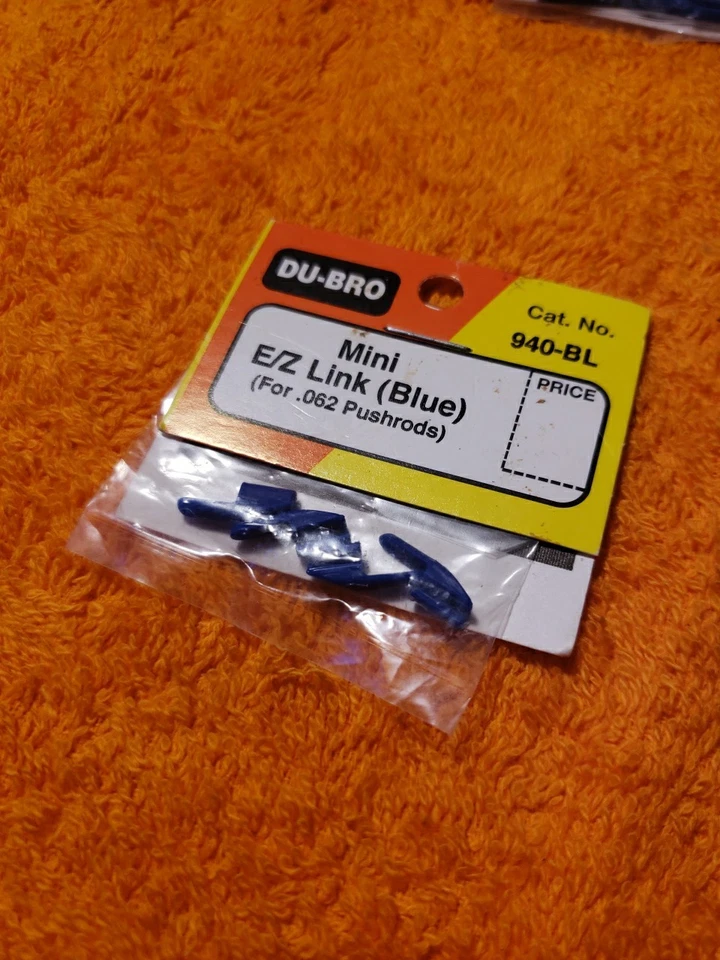 DU-BRO
Cat. No.
940-BL
Mini
E/Z Link (Blue)
(For .062 Pushrods)
PRICE